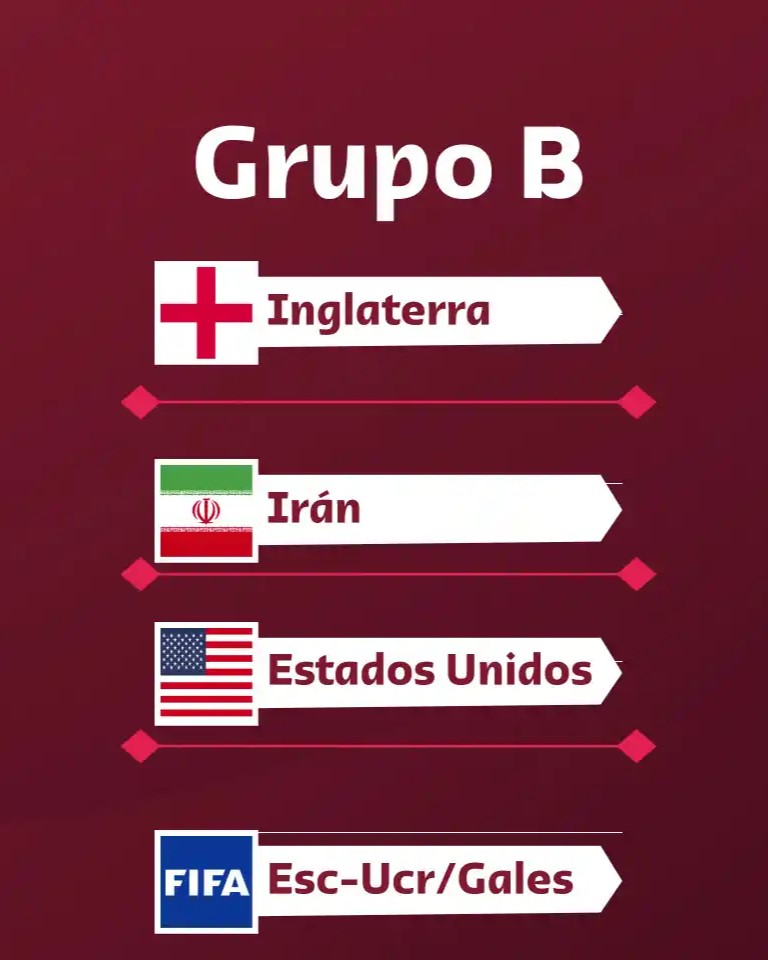 Grupo B
Inglaterra
Irán
Estados Unidos
FIFA Esc-Ucr/Gales